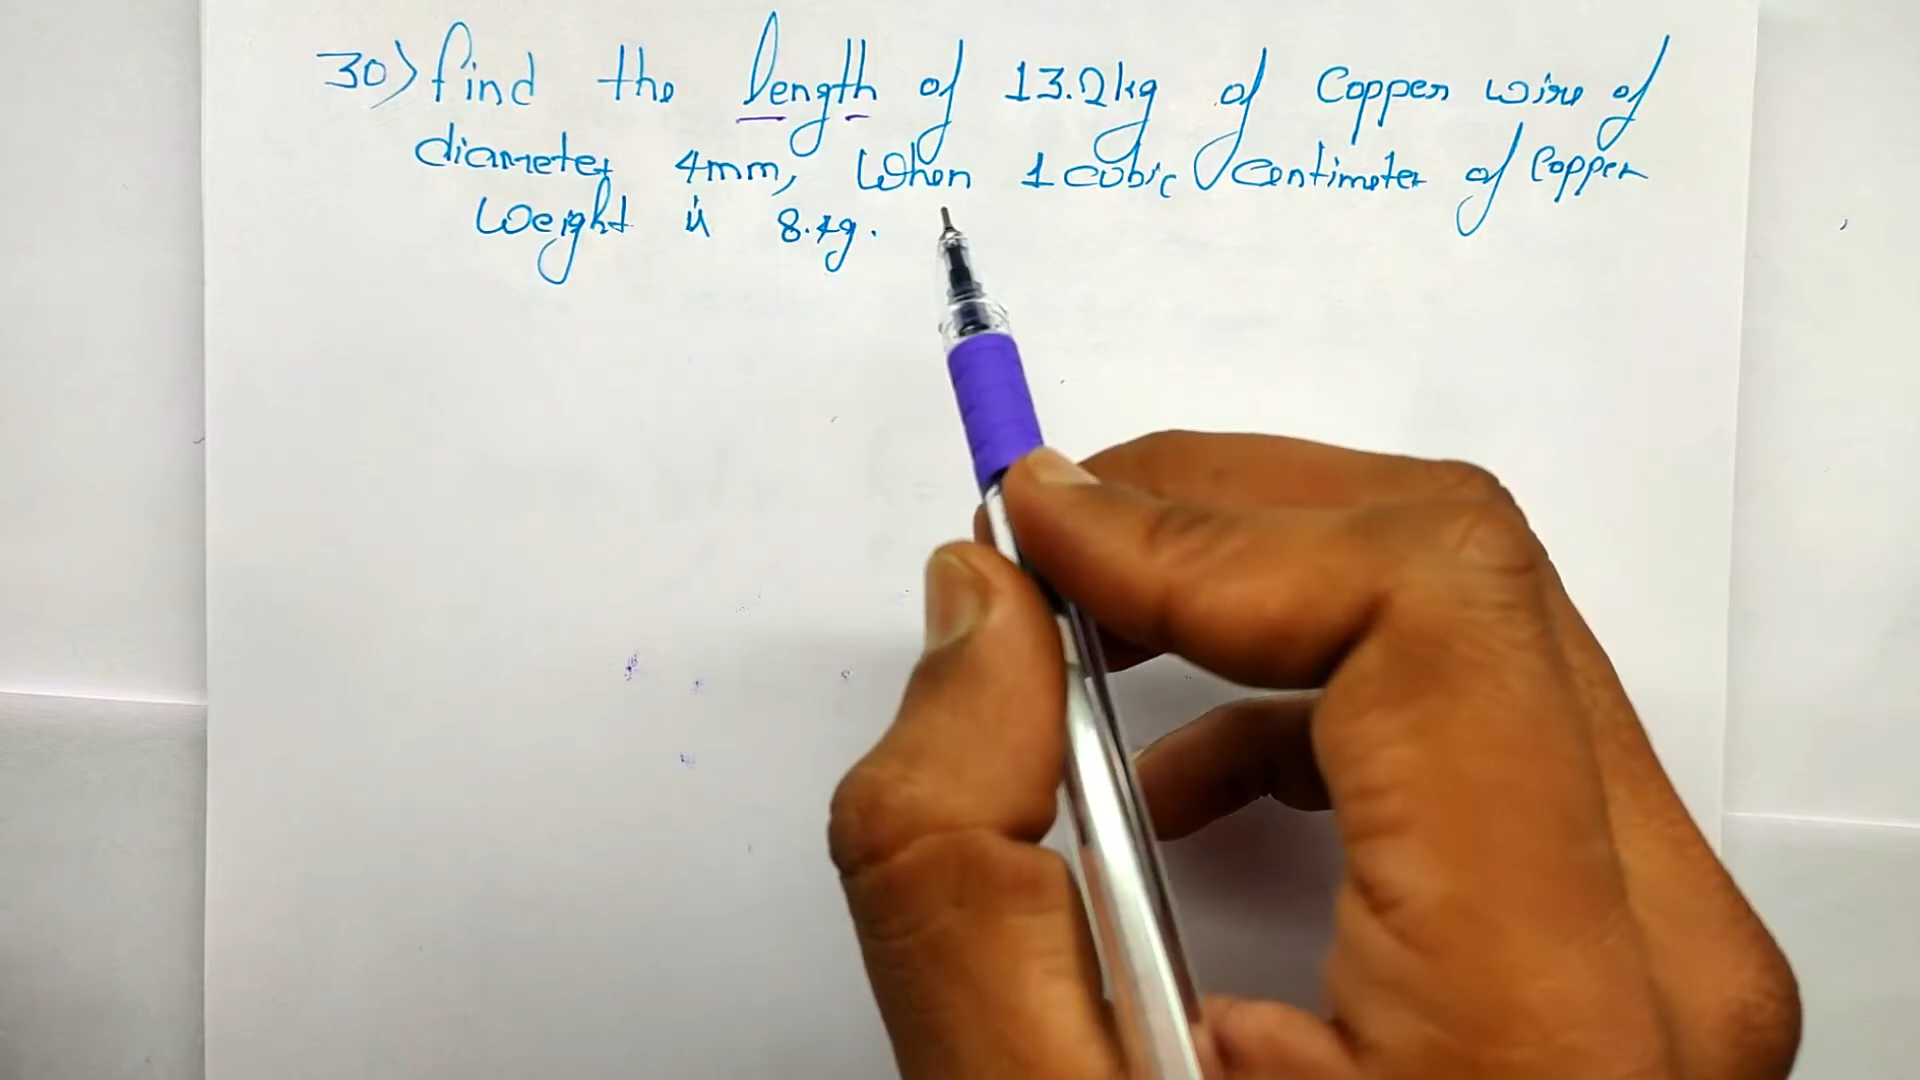 30) find the length of 13.2kg of Copper wire of
diameter 4mm, When 1 cubic Centimeter of Copper
Weight is 8.4g.